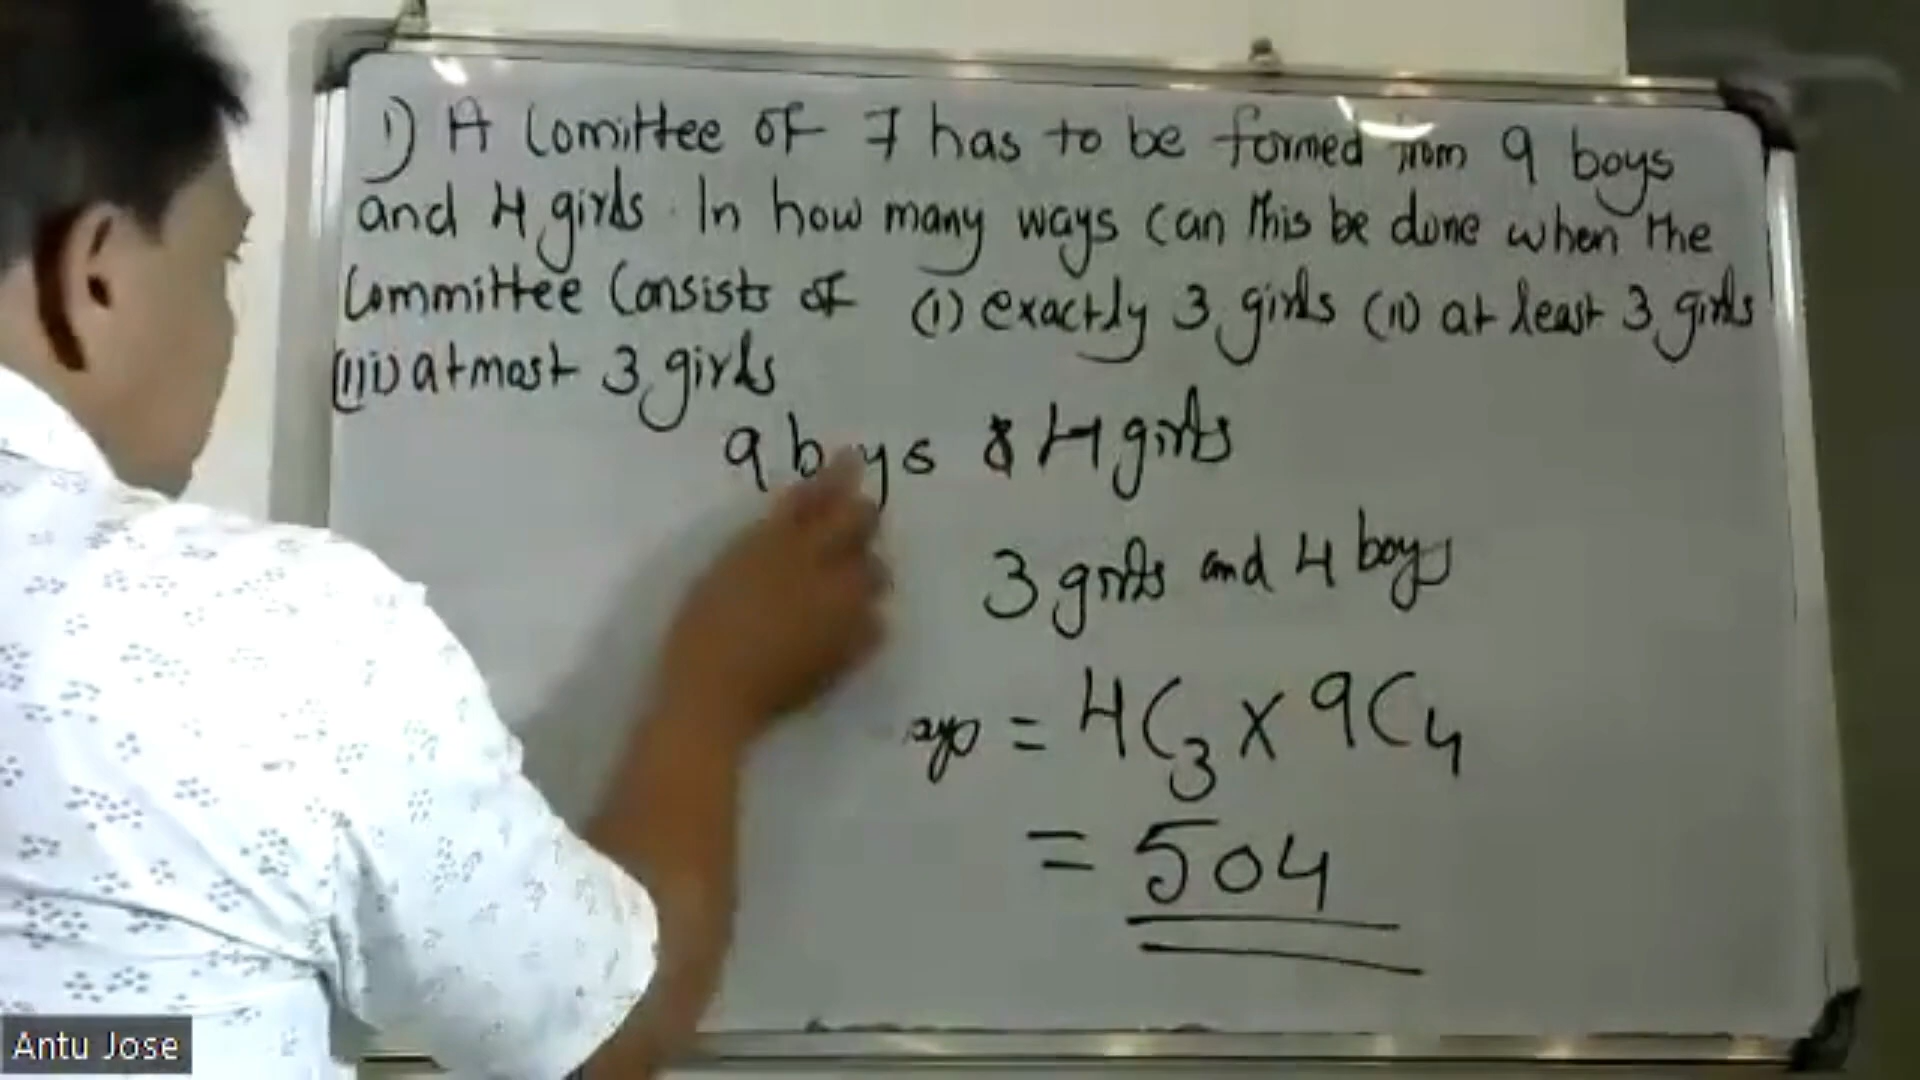 1) A Comittee of 7 has to be formed from 9 boys
and 4 girls. In how many ways can this be done when the
Committee Consists of (i) exactly 3 girls (ii) at least 3 girls
(iii) atmost 3 girls
9 boys & 4 girls
3 girls and 4 boys
= 4C3 x 9C4
= 504
Antu Jose